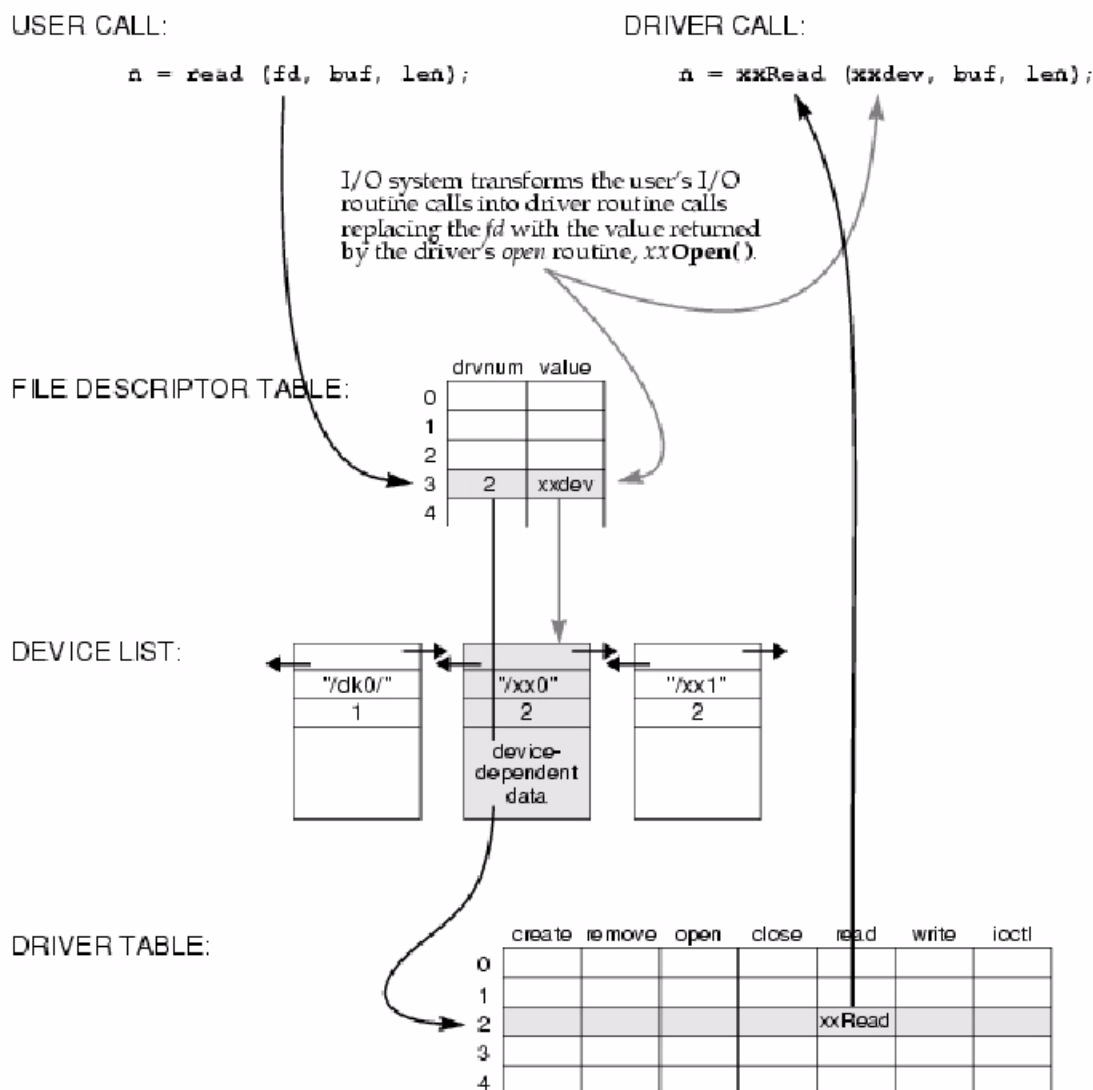 USER CALL:
DRIVER CALL:
n = read (fd, buf, len);
n = xxRead (xxdev, buf, len);
I/O system transforms the user's I/O
routine calls into driver routine calls
replacing the fd with the value returned
by the driver's open routine, xxOpen( ).
FILE DESCRIPTOR TABLE:
drvnum value
0
1
2
3 2 xxdev
4
DEVICE LIST:
"/dk0/" "/xx0" "/xx1"
1 2 2
device-
dependent
data
DRIVER TABLE:
create remove open close read write ioctl
0
1
2 xxRead
3
4